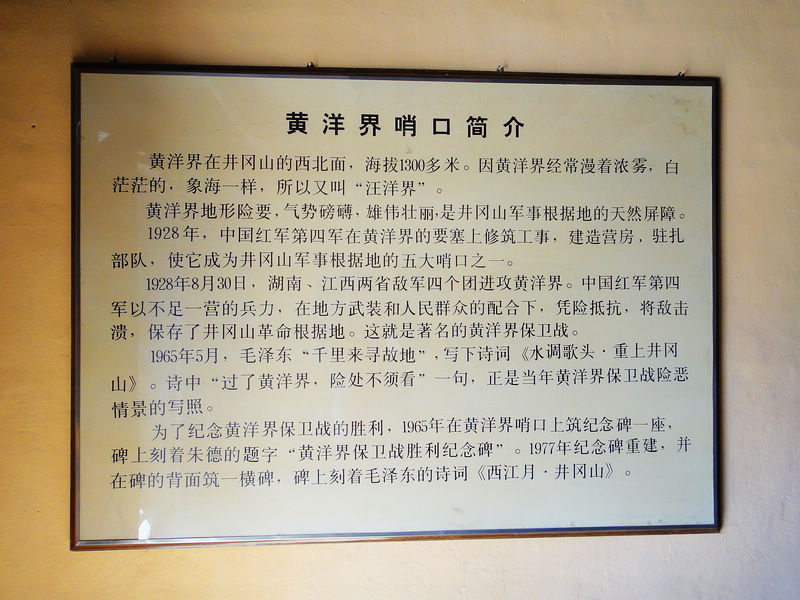 黄洋界哨口简介
黄洋界在井冈山的西北面，海拔1300多米。因黄洋界经常漫着浓雾，白
茫茫的，象海一样，所以又叫“汪洋界”。
黄洋界地形险要，气势磅礴，雄伟壮丽，是井冈山军事根据地的天然屏障。
1928年，中国红军第四军在黄洋界的要塞上修筑工事，建造营房，驻扎
部队，使它成为井冈山军事根据地的五大哨口之一。
1928年8月30日，湖南、江西两省敌军四个团进攻黄洋界。中国红军第四
军以不足一营的兵力，在地方武装和人民群众的配合下，凭险抵抗，将敌击
溃，保存了井冈山革命根据地。这就是著名的黄洋界保卫战。
1965年5月，毛泽东“千里来寻故地”，写下诗词《水调歌头·重上井冈
山》。诗中“过了黄洋界，险处不须看”一句，正是当年黄洋界保卫战险恶
情景的写照。
为了纪念黄洋界保卫战的胜利，1965年在黄洋界哨口上筑纪念碑一座，
碑上刻着朱德的题字“黄洋界保卫战胜利纪念碑”。1977年纪念碑重建，并
在碑的背面筑一横碑，碑上刻着毛泽东的诗词《西江月·井冈山》。